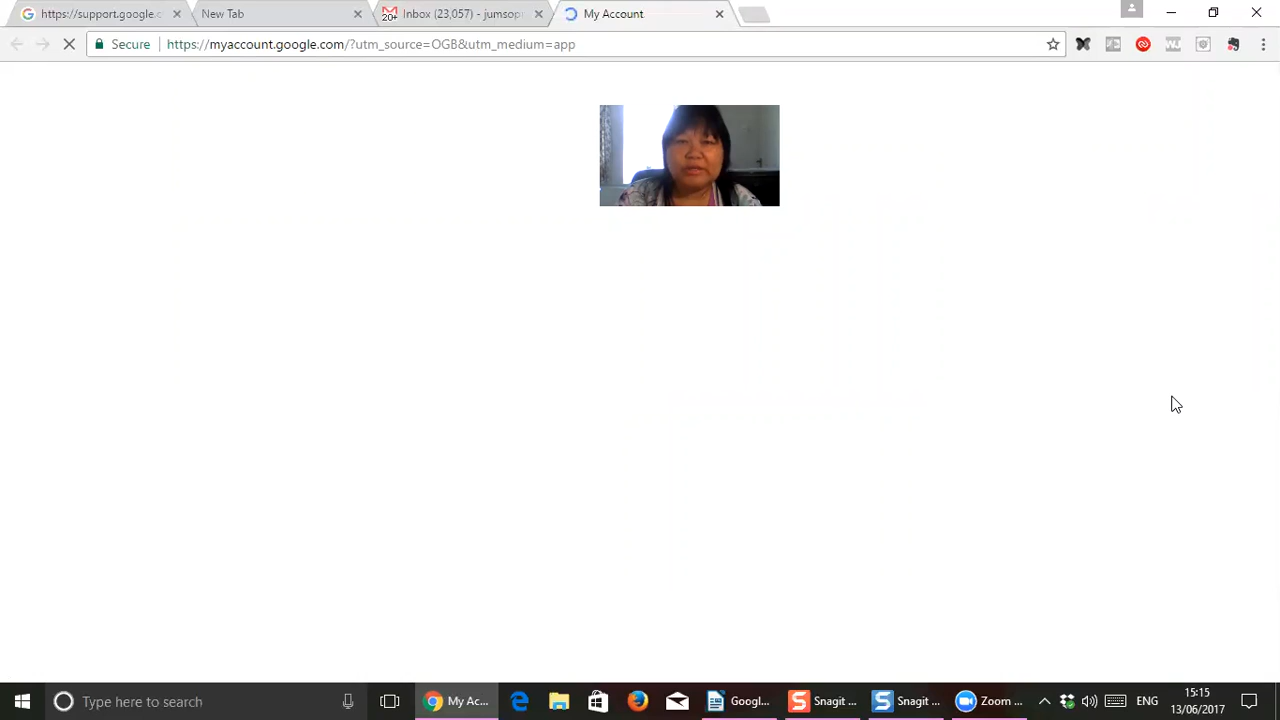 https://support.google.c
New Tab
Inbox (23,057) - jumsop
My Account
20+
Secure
https://myaccount.google.com/?utm_source=OGB&utm_medium=app
Type here to search
My Ac...
Googl...
Snagit ...
Snagit ...
Zoom ...
ENG
15:15
13/06/2017